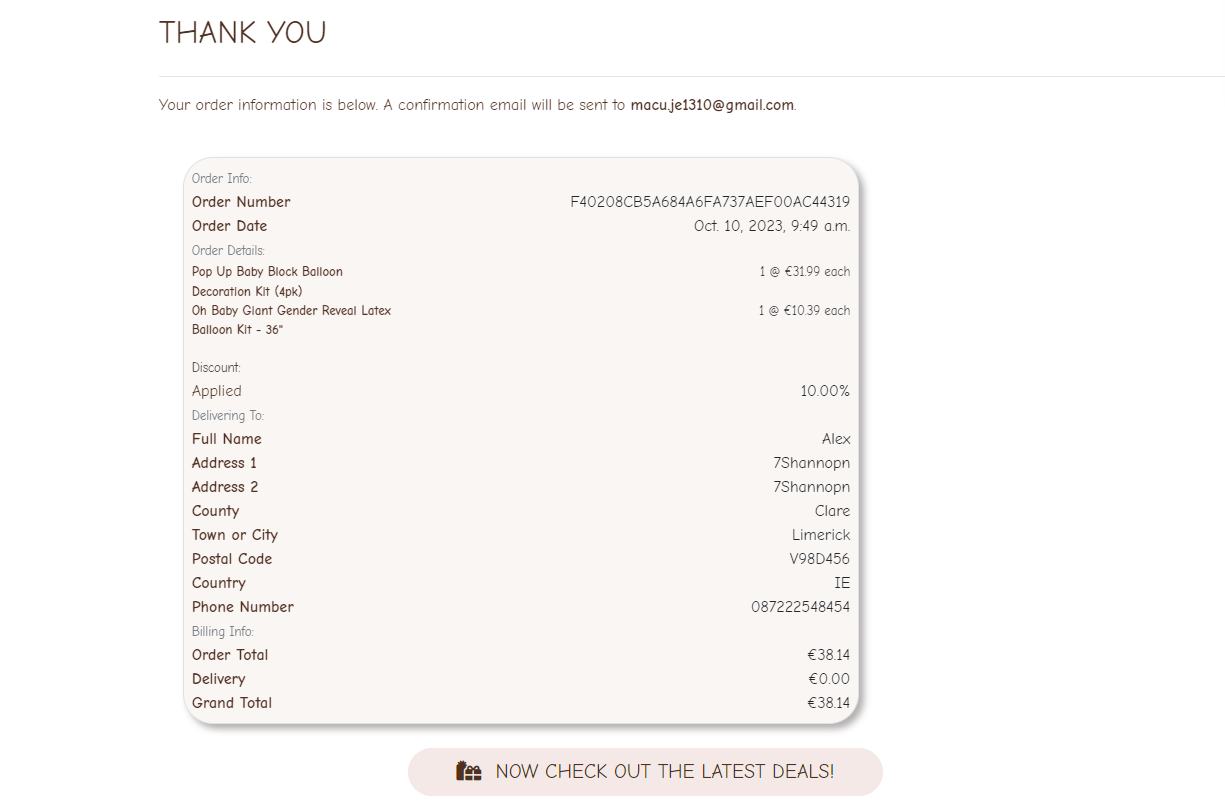 THANK YOU
Your order information is below. A confirmation email will be sent to macu.je1310@gmail.com.
Order Info:
Order Number F40208CB5A684A6FA737AEF00AC44319
Order Date Oct. 10, 2023, 9:49 a.m.
Order Details:
Pop Up Baby Block Balloon 1 @ €31.99 each
Decoration Kit (4pk)
Oh Baby Giant Gender Reveal Latex 1 @ €10.39 each
Balloon Kit - 36"
Discount:
Applied 10.00%
Delivering To:
Full Name Alex
Address 1 7Shannopn
Address 2 7Shannopn
County Clare
Town or City Limerick
Postal Code V98D456
Country IE
Phone Number 087222548454
Billing Info:
Order Total €38.14
Delivery €0.00
Grand Total €38.14
NOW CHECK OUT THE LATEST DEALS!